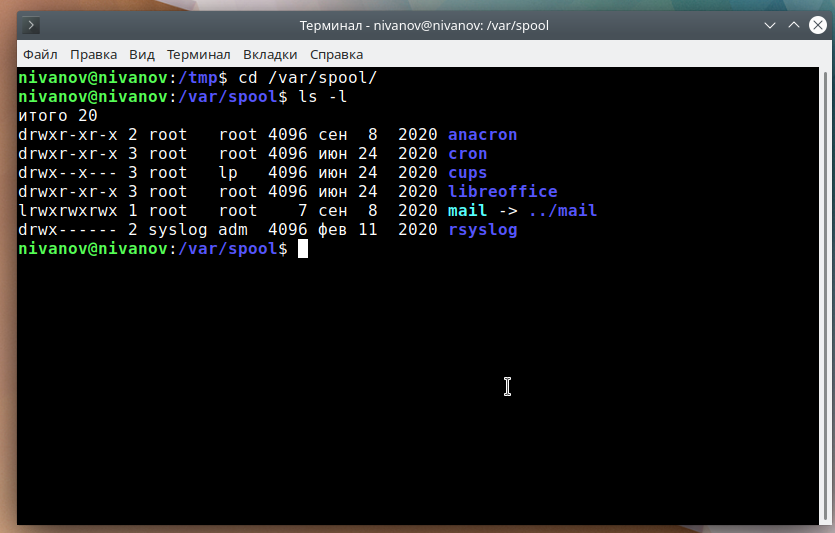 Терминал - nivanov@nivanov: /var/spool
Файл Правка Вид Терминал Вкладки Справка
nivanov@nivanov:/tmp$ cd /var/spool/
nivanov@nivanov:/var/spool$ ls -l
итого 20
drwxr-xr-x 2 root   root 4096 сен  8  2020 anacron
drwxr-xr-x 3 root   root 4096 июн 24  2020 cron
drwx--x--- 3 root   lp   4096 июн 24  2020 cups
drwxr-xr-x 3 root   root 4096 июн 24  2020 libreoffice
lrwxrwxrwx 1 root   root    7 сен  8  2020 mail -> ../mail
drwx------ 2 syslog adm  4096 фев 11  2020 rsyslog
nivanov@nivanov:/var/spool$